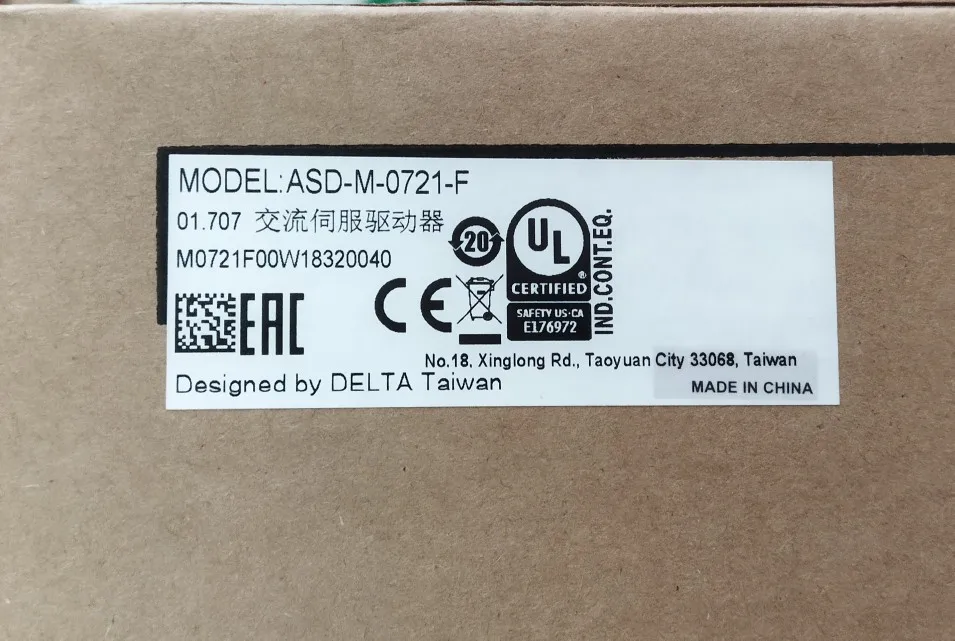 MODEL:ASD-M-0721-F
01.707 交流伺服驱动器
M0721F00W18320040
20
UL
®
CERTIFIED
SAFETY US·CA
E176972
IND.CONT.EQ.
EAC
CE
No.18, Xinglong Rd., Taoyuan City 33068, Taiwan
Designed by DELTA Taiwan
MADE IN CHINA